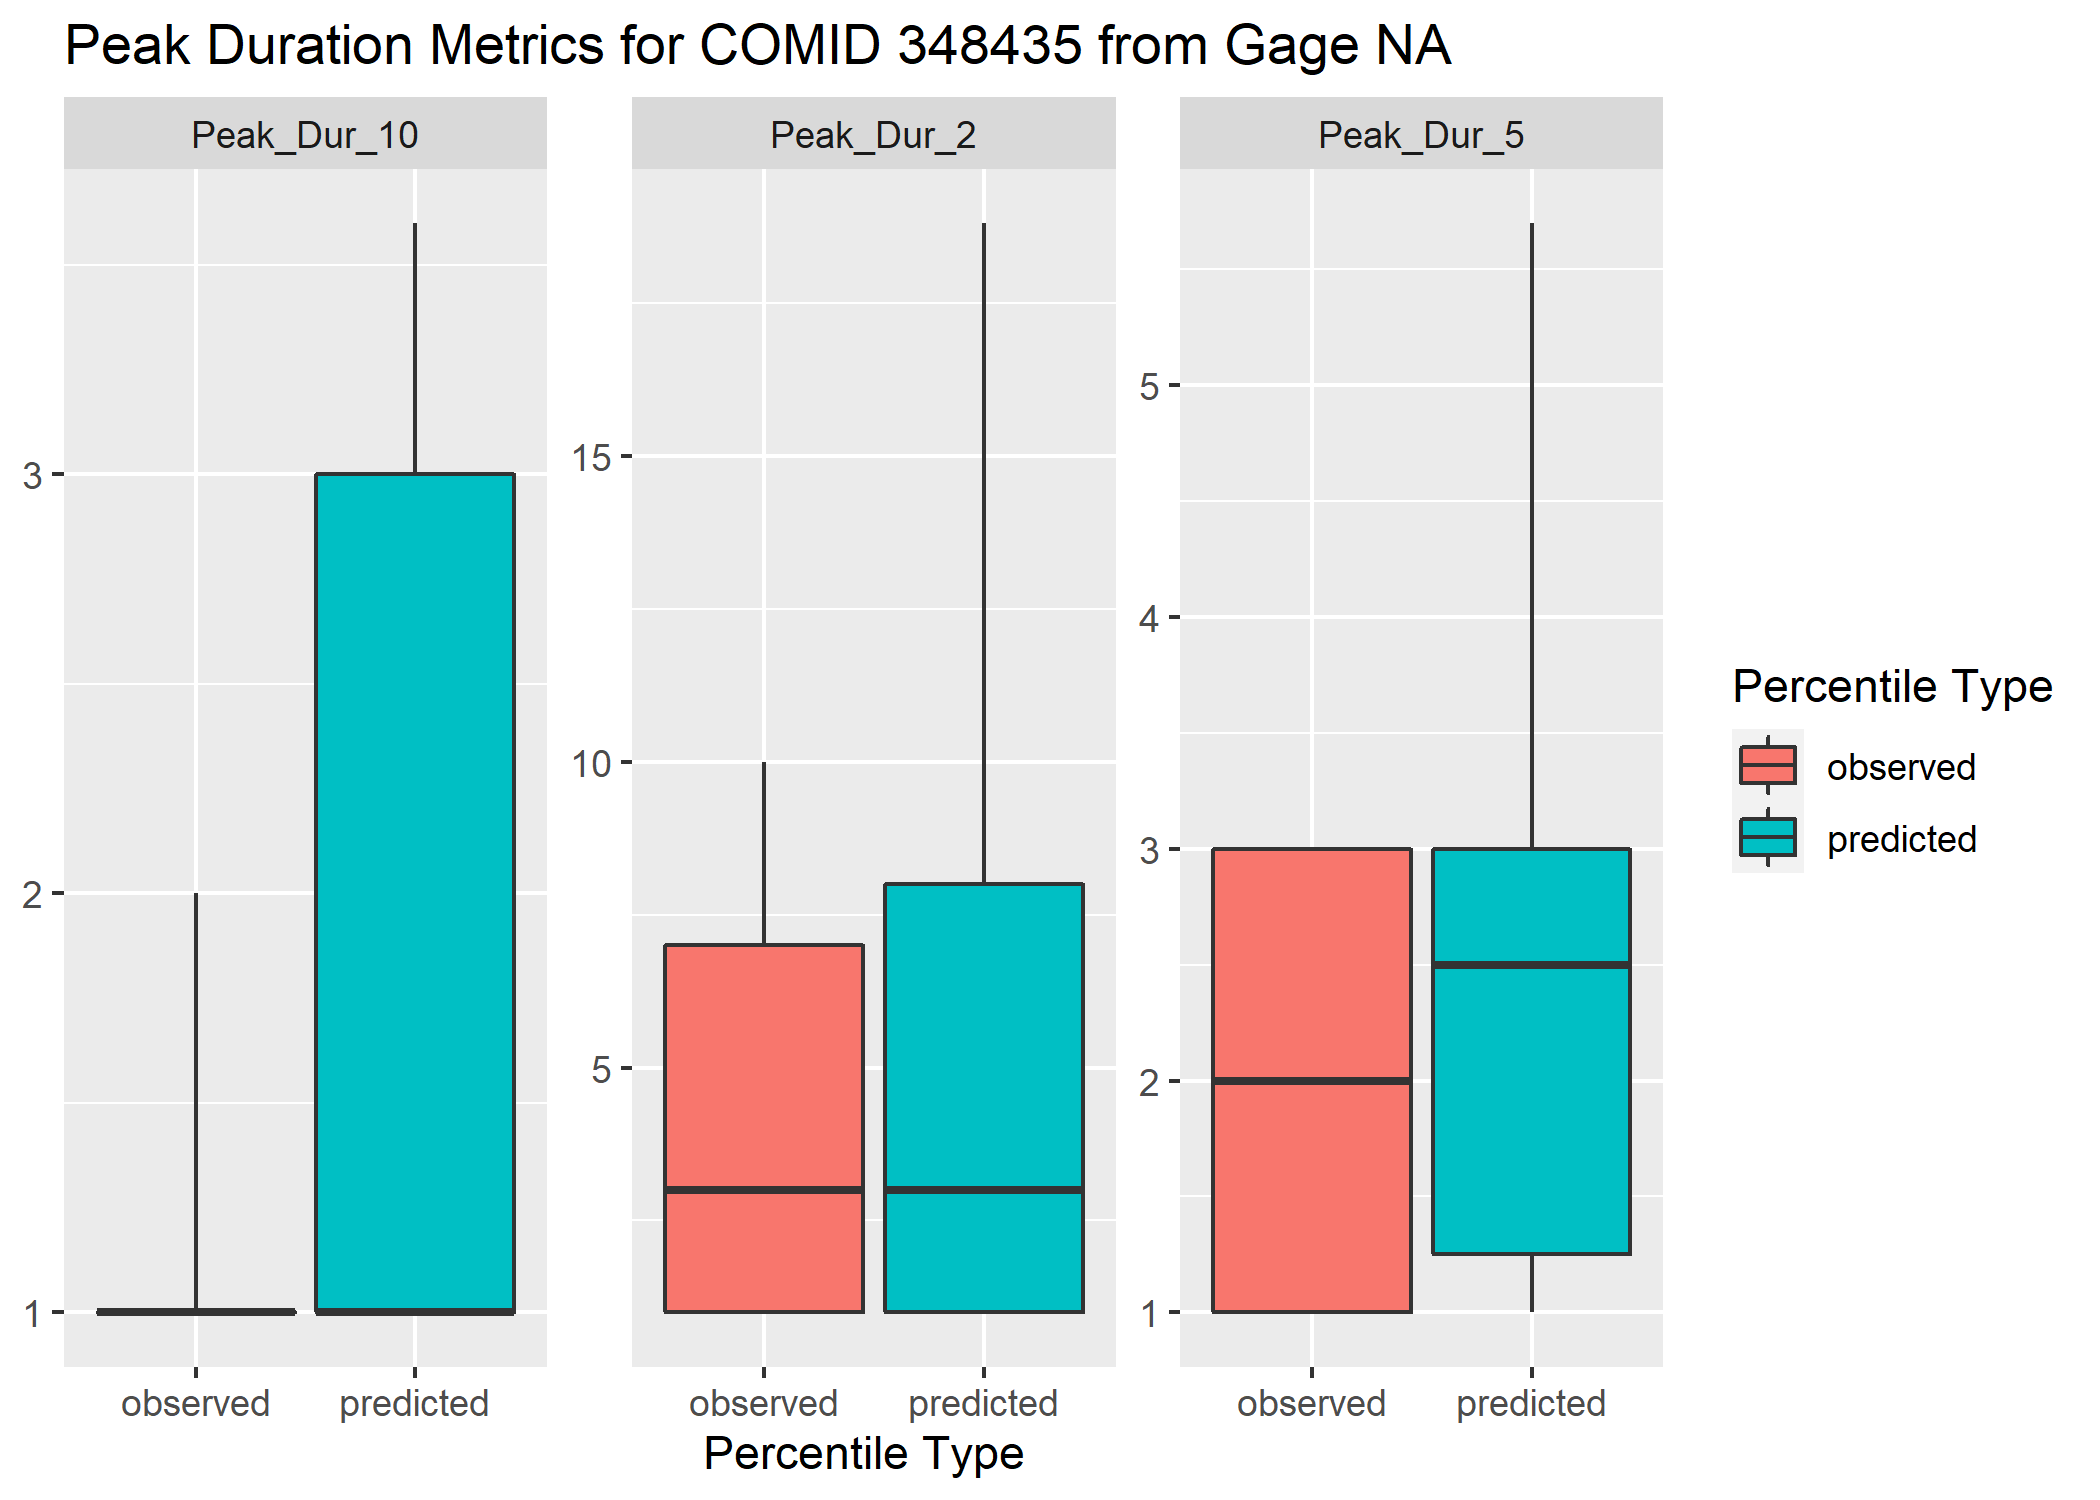 Peak Duration Metrics for COMID 348435 from Gage NA
Peak_Dur_10
Peak_Dur_2
Peak_Dur_5
3
2
1
15
10
5
5
4
3
2
1
observed
predicted
observed
predicted
observed
predicted
Percentile Type
Percentile Type
observed
predicted